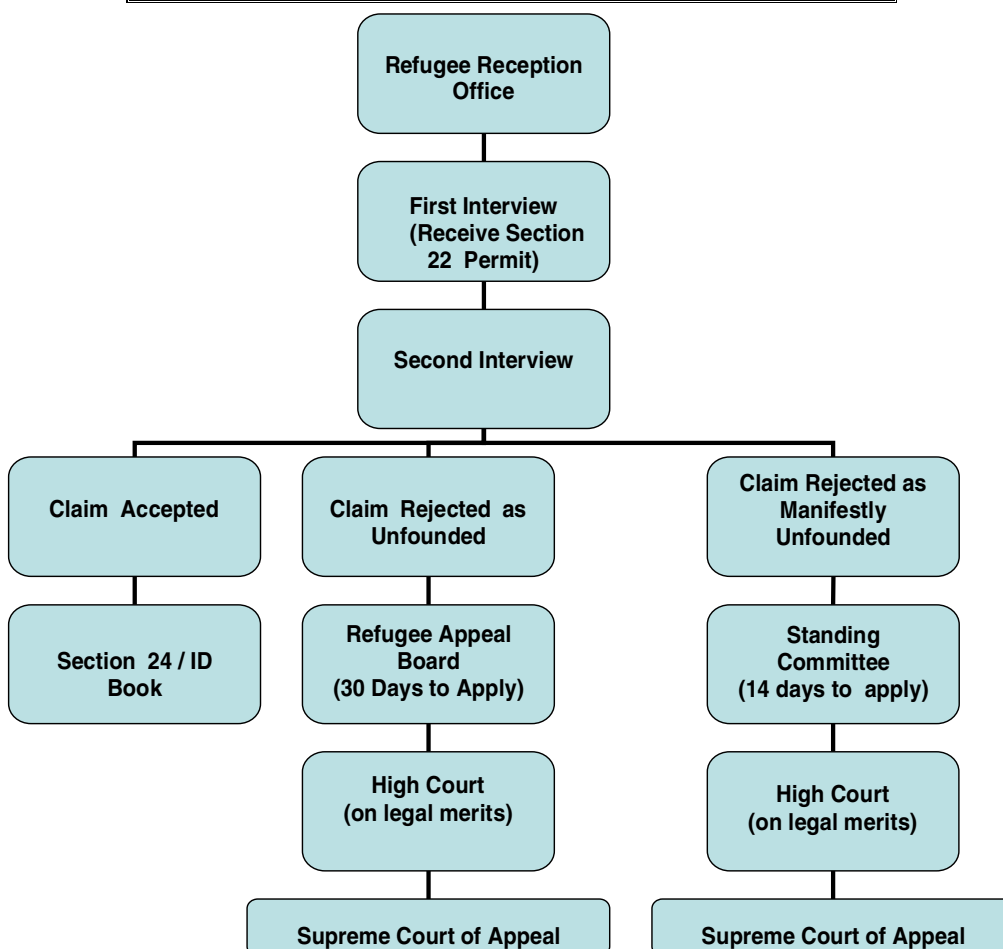 Refugee Reception
Office
First Interview
(Receive Section
22 Permit)
Second Interview
Claim Accepted
Claim Rejected as
Unfounded
Claim Rejected as
Manifestly
Unfounded
Section 24 / ID
Book
Refugee Appeal
Board
(30 Days to Apply)
Standing
Committee
(14 days to apply)
High Court
(on legal merits)
High Court
(on legal merits)
Supreme Court of Appeal
Supreme Court of Appeal